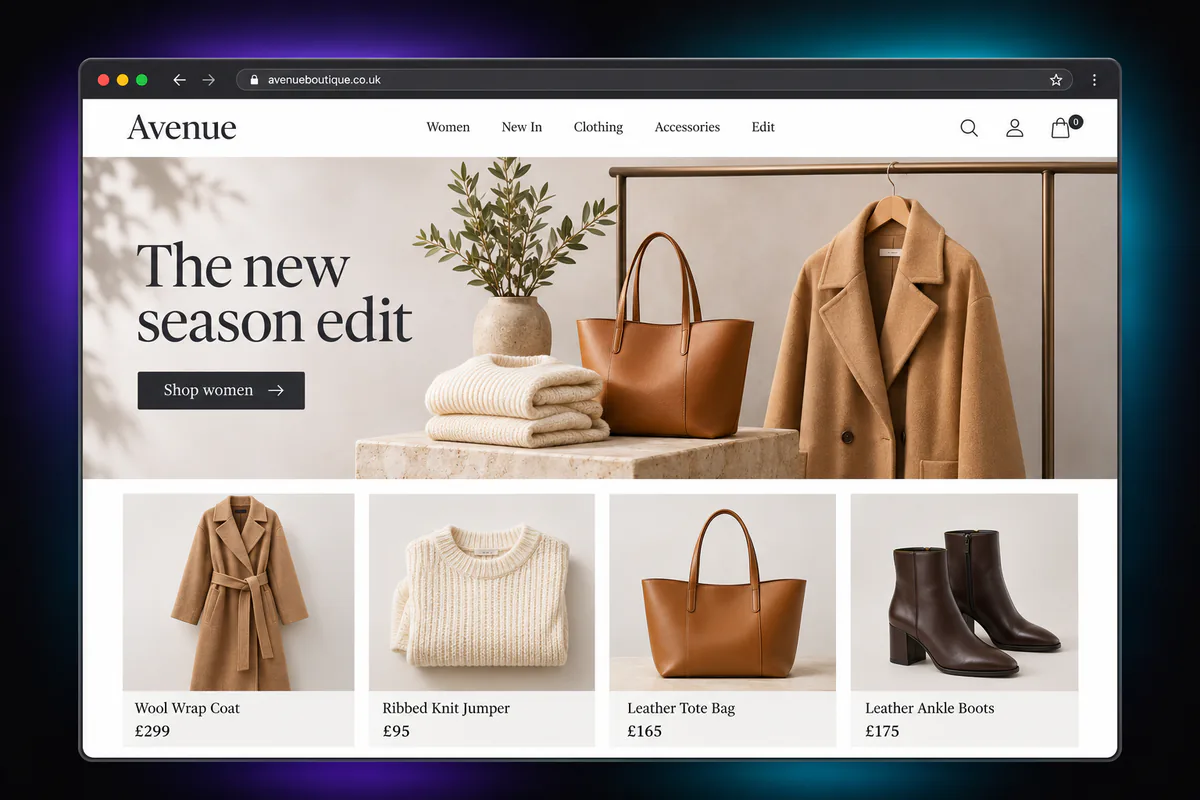 avenueboutique.co.uk
Avenue
Women
New In
Clothing
Accessories
Edit
0
The new
season edit
Shop women
Wool Wrap Coat
£299
Ribbed Knit Jumper
£95
Leather Tote Bag
£165
Leather Ankle Boots
£175